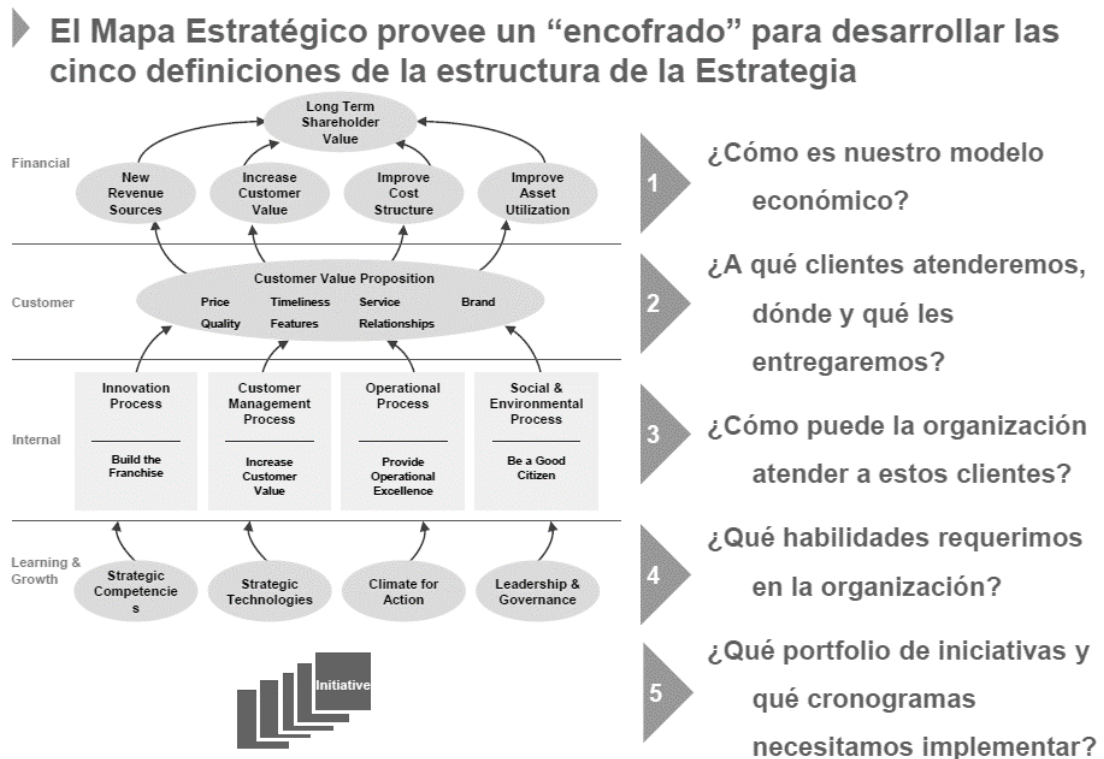 El Mapa Estratégico provee un “encofrado” para desarrollar las
cinco definiciones de la estructura de la Estrategia
Long Term
Shareholder
Value
Financial
New
Revenue
Sources
Increase
Customer
Value
Improve
Cost
Structure
Improve
Asset
Utilization
1
¿Cómo es nuestro modelo
económico?
Customer
Customer Value Proposition
Price Timeliness Service Brand
Quality Features Relationships
2
¿A qué clientes atenderemos,
dónde y qué les
entregaremos?
Internal
Innovation
Process
Build the
Franchise
Customer
Management
Process
Increase
Customer
Value
Operational
Process
Provide
Operational
Excellence
Social &
Environmental
Process
Be a Good
Citizen
3
¿Cómo puede la organización
atender a estos clientes?
Learning &
Growth
Strategic
Competencie
s
Strategic
Technologies
Climate for
Action
Leadership &
Governance
4
¿Qué habilidades requerimos
en la organización?
Initiative
5
¿Qué portfolio de iniciativas y
qué cronogramas
necesitamos implementar?